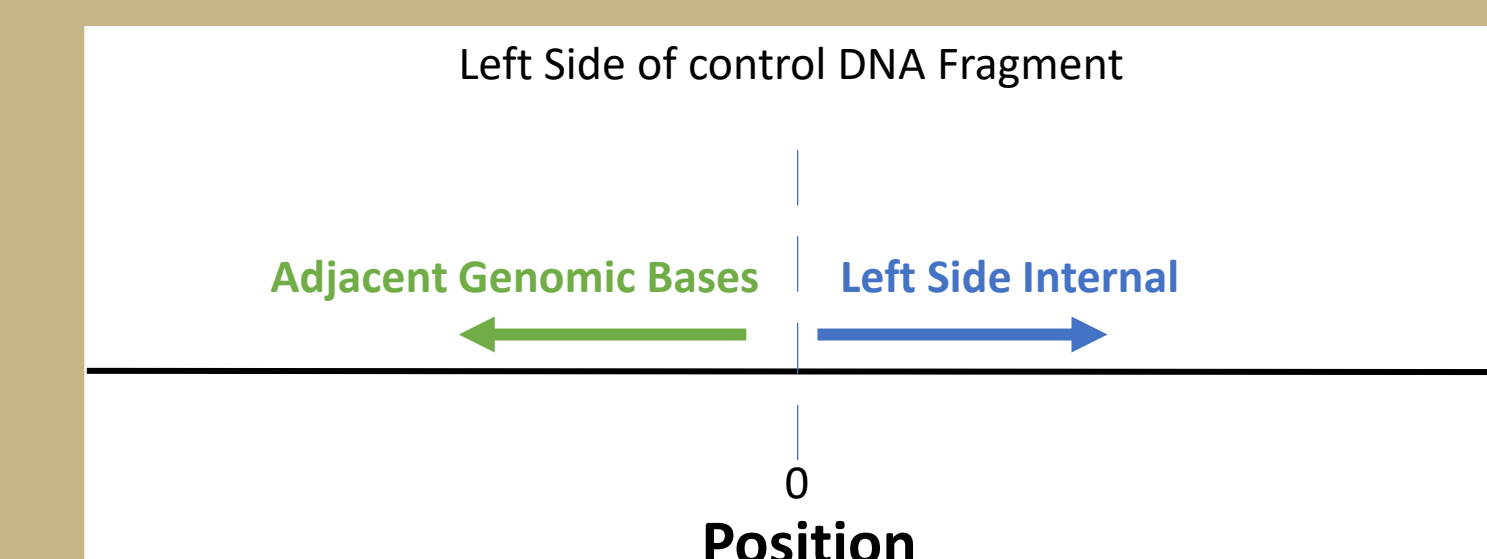 Left Side of control DNA Fragment
Adjacent Genomic Bases
Left Side Internal
0
Position